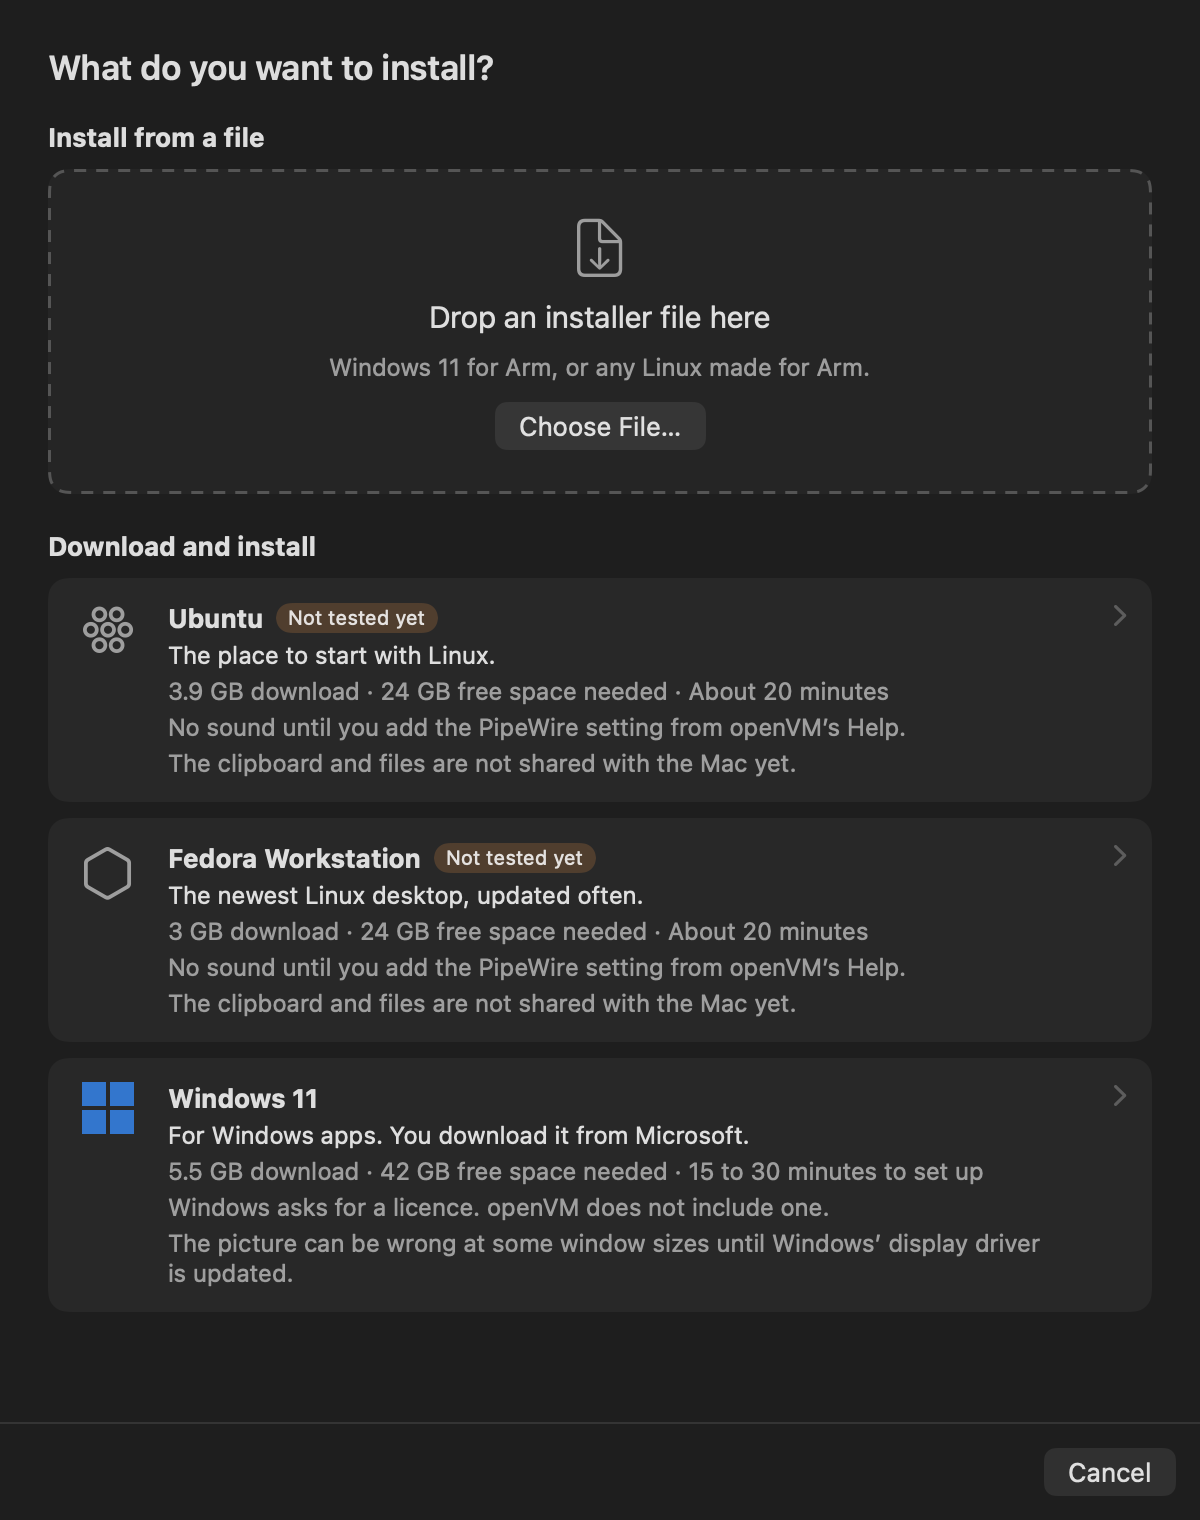 What do you want to install?
Install from a file
Drop an installer file here
Windows 11 for Arm, or any Linux made for Arm.
Choose File...
Download and install
Ubuntu Not tested yet
The place to start with Linux.
3.9 GB download · 24 GB free space needed · About 20 minutes
No sound until you add the PipeWire setting from openVM’s Help.
The clipboard and files are not shared with the Mac yet.
Fedora Workstation Not tested yet
The newest Linux desktop, updated often.
3 GB download · 24 GB free space needed · About 20 minutes
No sound until you add the PipeWire setting from openVM’s Help.
The clipboard and files are not shared with the Mac yet.
Windows 11
For Windows apps. You download it from Microsoft.
5.5 GB download · 42 GB free space needed · 15 to 30 minutes to set up
Windows asks for a licence. openVM does not include one.
The picture can be wrong at some window sizes until Windows’ display driver
is updated.
Cancel